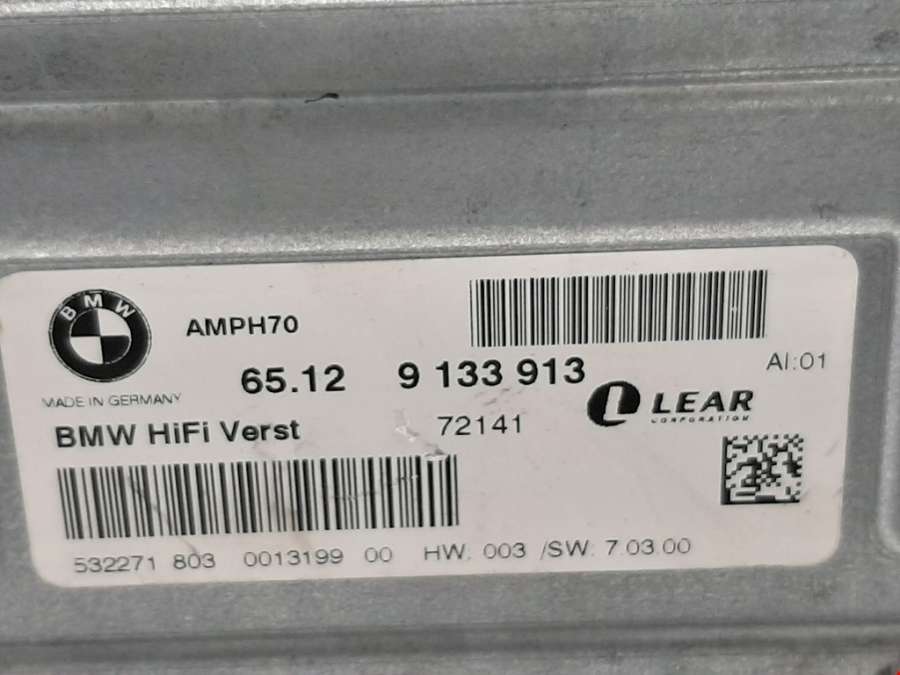 BMW
AMPH70
65.12 9 133 913
AI:01
MADE IN GERMANY
BMW HiFi Verst
72141
LEAR
CORPORATION
532271 803 0013199 00 HW: 003 /SW: 7.03.00